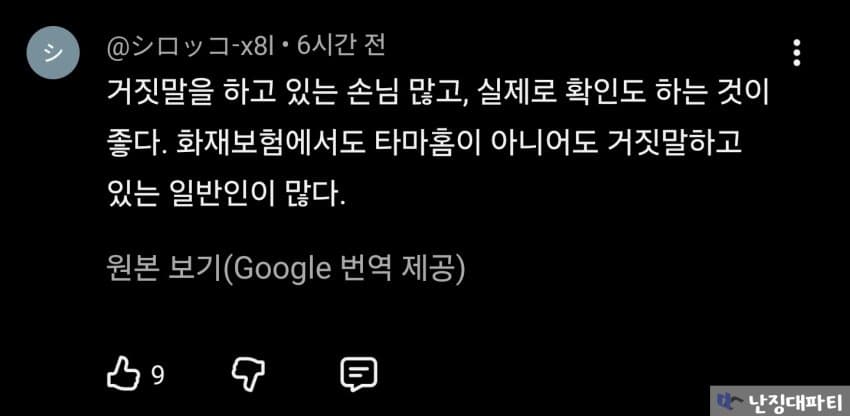 シ
@シロッコ-x8l • 6시간 전
거짓말을 하고 있는 손님 많고, 실제로 확인도 하는 것이
좋다. 화재보험에서도 타마홈이 아니어도 거짓말하고
있는 일반인이 많다.
원본 보기(Google 번역 제공)
9
난징대파티